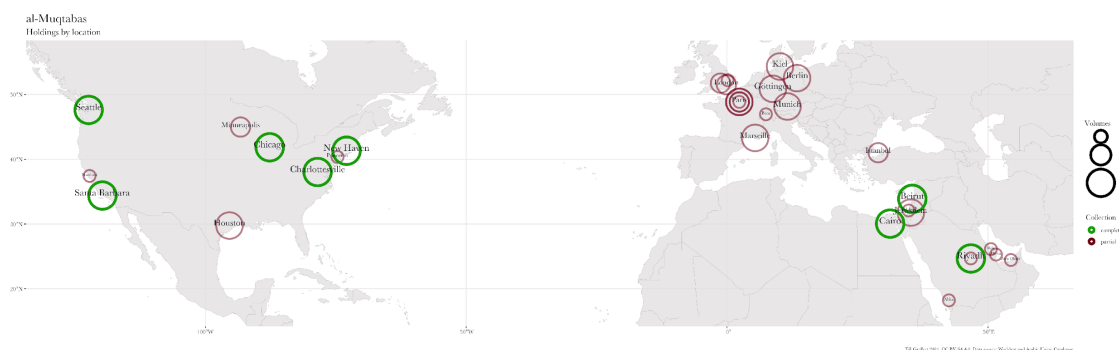 al-Muqtabas
Holdings by location
Kiel
Berlin
London
Göttingen
50°N
Paris
Munich
Seattle
Volumes
Minneapolis
Marseille
Chicago
New Haven
Istanbul
40°N
Charlottesville
Santa Barbara
Beirut
Jerusalem
Collection
Houston
Cairo
30°N
partial
Riyadh
20°N
100°W
50°W
0°
50°E